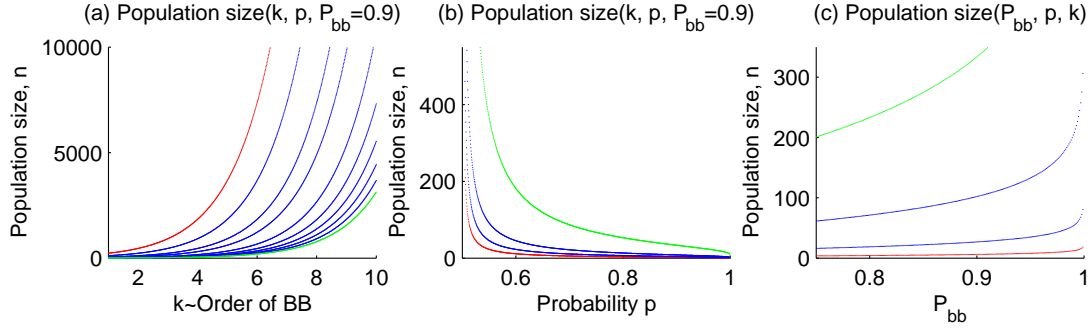 (a) Population size(k, p, P_bb=0.9)
Population size, n
10000
5000
0
2 4 6 8 10
k~Order of BB
(b) Population size(k, p, P_bb=0.9)
Population size, n
400
200
0
0.6 0.8 1
Probability p
(c) Population size(P_bb, p, k)
Population size, n
300
200
100
0
0.8 0.9 1
P_bb